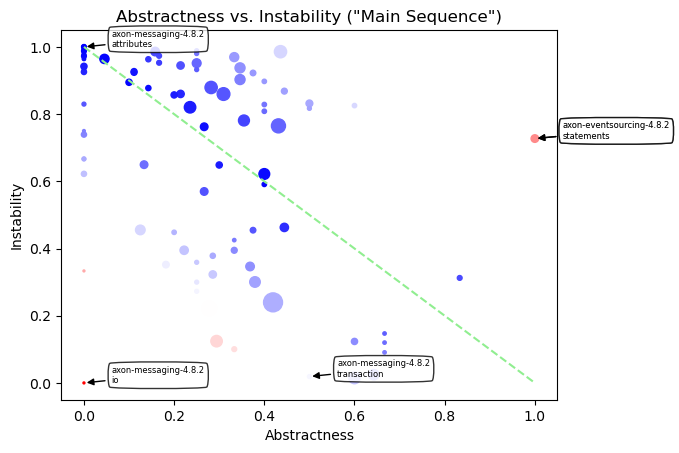 Abstractness vs. Instability ("Main Sequence")
axon-messaging-4.8.2
attributes
axon-eventsourcing-4.8.2
statements
axon-messaging-4.8.2
io
axon-messaging-4.8.2
transaction
Instability
1.0
0.8
0.6
0.4
0.2
0.0
0.0 0.2 0.4 0.6 0.8 1.0
Abstractness